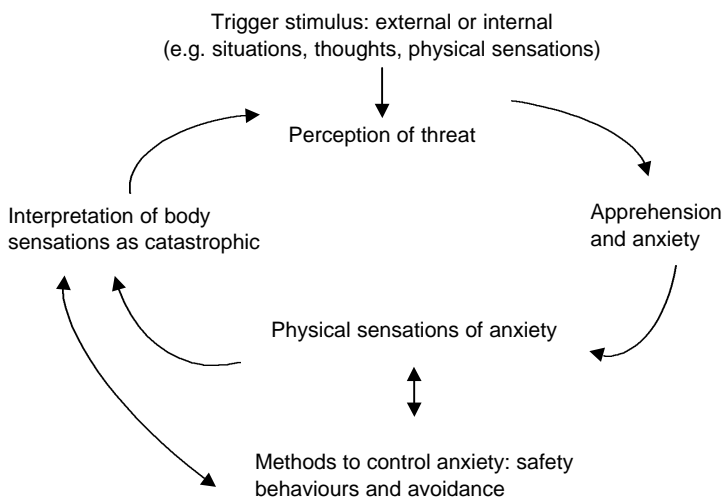 Trigger stimulus: external or internal
(e.g. situations, thoughts, physical sensations)
Perception of threat
Interpretation of body
sensations as catastrophic
Apprehension
and anxiety
Physical sensations of anxiety
Methods to control anxiety: safety
behaviours and avoidance